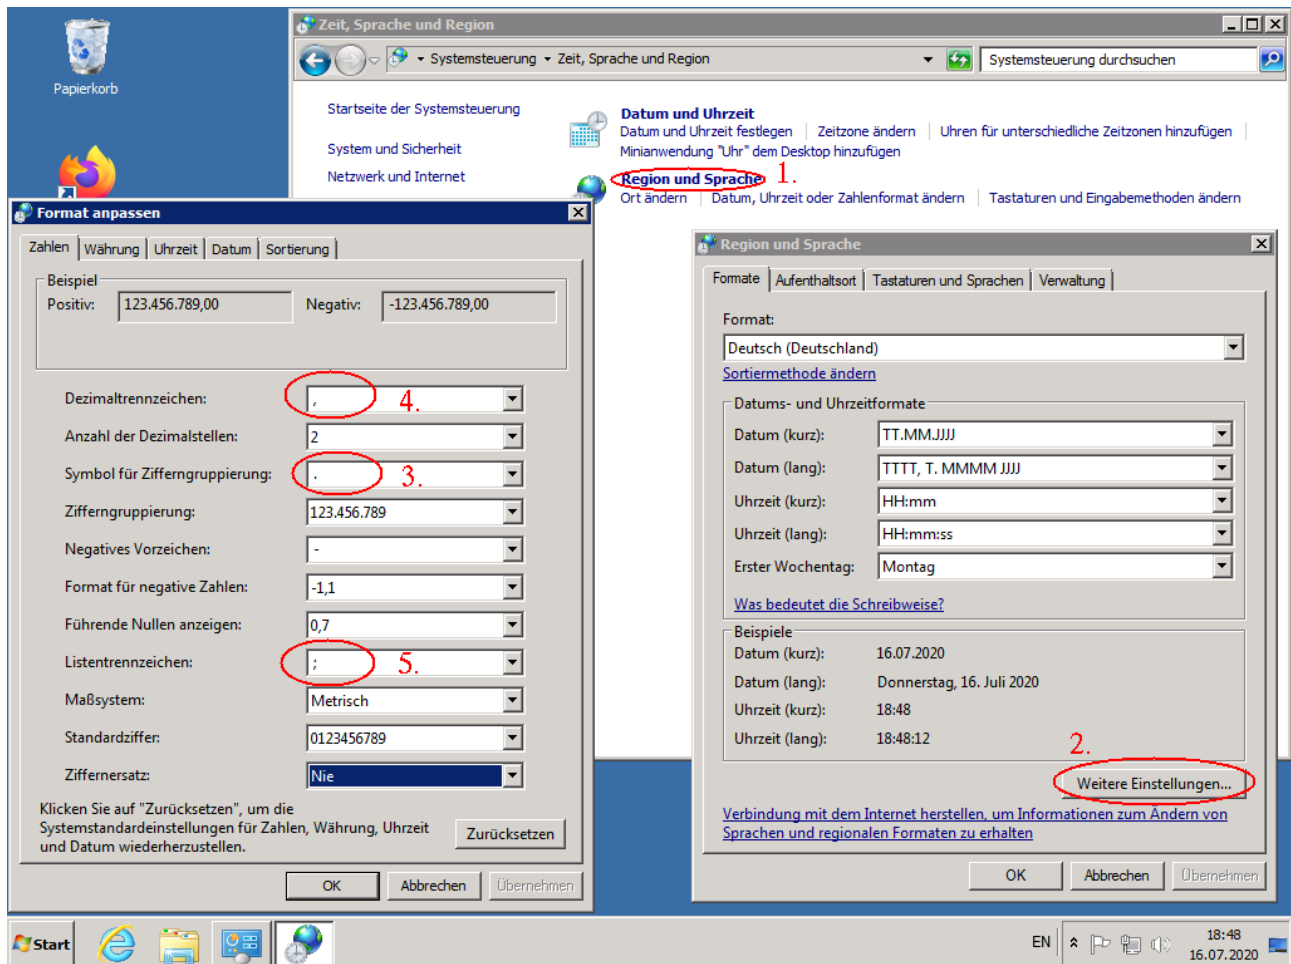 Papierkorb
Zeit, Sprache und Region
Systemsteuerung
Zeit, Sprache und Region
Systemsteuerung durchsuchen
Startseite der Systemsteuerung
System und Sicherheit
Netzwerk und Internet
Datum und Uhrzeit
Datum und Uhrzeit festlegen
Zeitzone ändern
Uhren für unterschiedliche Zeitzonen hinzufügen
Minianwendung "Uhr" dem Desktop hinzufügen
Region und Sprache
1.
Ort ändern
Datum, Uhrzeit oder Zahlenformat ändern
Tastaturen und Eingabemethoden ändern
Format anpassen
Zahlen
Währung
Uhrzeit
Datum
Sortierung
Beispiel
Positiv: 123.456.789,00
Negativ: -123.456.789,00
Dezimaltrennzeichen: , 4.
Anzahl der Dezimalstellen: 2
Symbol für Zifferngruppierung: . 3.
Zifferngruppierung: 123.456.789
Negatives Vorzeichen: -
Format für negative Zahlen: -1,1
Führende Nullen anzeigen: 0,7
Listentrennzeichen: ; 5.
Maßsystem: Metrisch
Standardziffer: 0123456789
Ziffernersatz: Nie
Klicken Sie auf "Zurücksetzen", um die
Systemstandardeinstellungen für Zahlen, Währung, Uhrzeit
und Datum wiederherzustellen.
Zurücksetzen
OK
Abbrechen
Übernehmen
Region und Sprache
Formate
Aufenthaltsort
Tastaturen und Sprachen
Verwaltung
Format:
Deutsch (Deutschland)
Sortiermethode ändern
Datums- und Uhrzeitformate
Datum (kurz): TT.MM.JJJJ
Datum (lang): TTTT, T. MMMM JJJJ
Uhrzeit (kurz): HH:mm
Uhrzeit (lang): HH:mm:ss
Erster Wochentag: Montag
Was bedeutet die Schreibweise?
Beispiele
Datum (kurz): 16.07.2020
Datum (lang): Donnerstag, 16. Juli 2020
Uhrzeit (kurz): 18:48
Uhrzeit (lang): 18:48:12
2.
Weitere Einstellungen...
Verbindung mit dem Internet herstellen, um Informationen zum Ändern von
Sprachen und regionalen Formaten zu erhalten
OK
Abbrechen
Übernehmen
Start
EN
18:48
16.07.2020